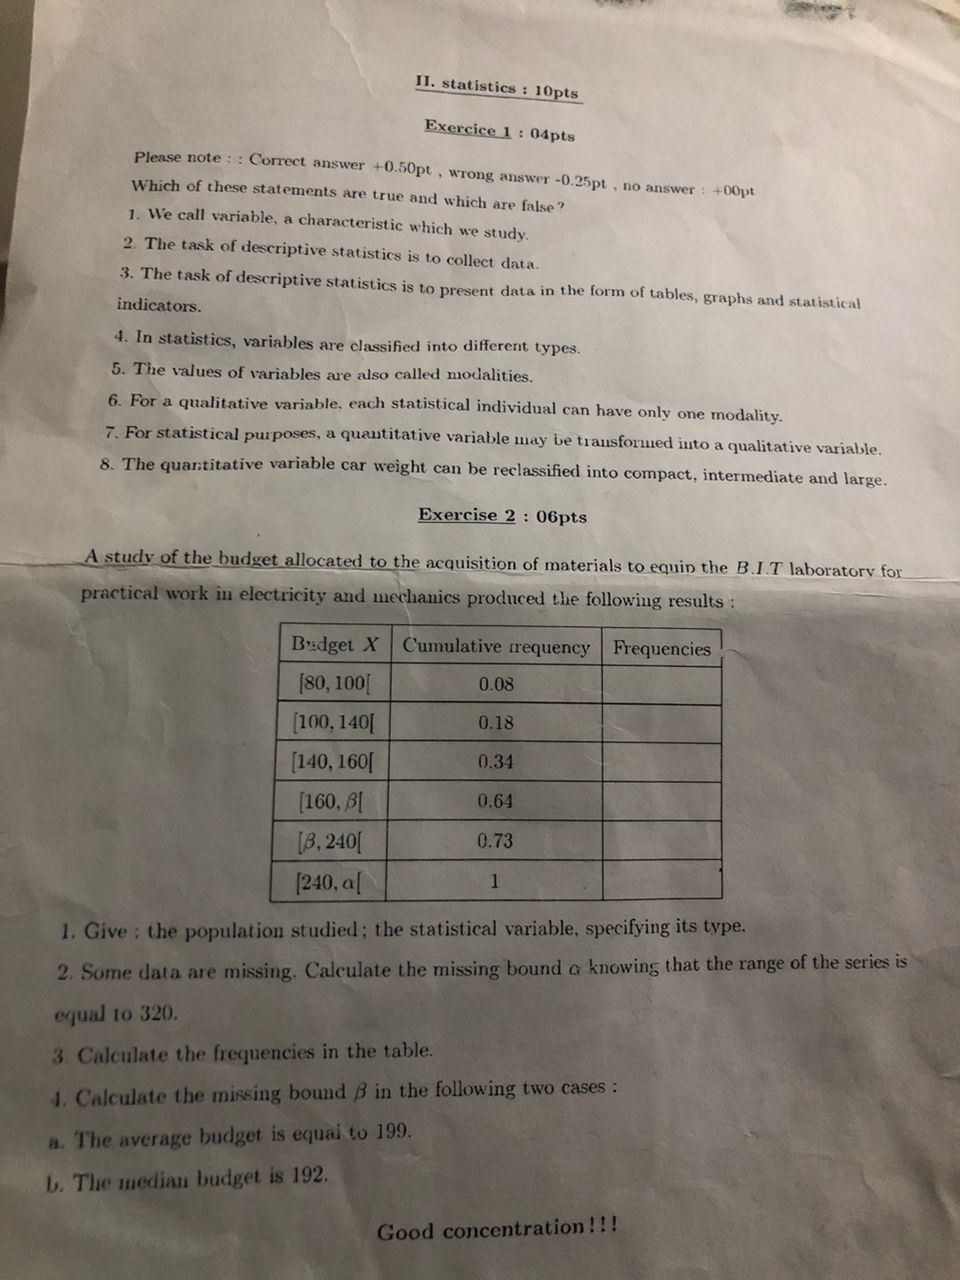 II. statistics : 10pts
Exercice 1 : 04pts
Please note : : Correct answer +0.50pt , wrong answer -0.25pt , no answer : +00pt
Which of these statements are true and which are false ?
1. We call variable, a characteristic which we study.
2. The task of descriptive statistics is to collect data.
3. The task of descriptive statistics is to present data in the form of tables, graphs and statistical
indicators.
4. In statistics, variables are classified into different types.
5. The values of variables are also called modalities.
6. For a qualitative variable, each statistical individual can have only one modality.
7. For statistical purposes, a quantitative variable may be transformed into a qualitative variable.
8. The quantitative variable car weight can be reclassified into compact, intermediate and large.
Exercise 2 : 06pts
A study of the budget allocated to the acquisition of materials to equip the B.I.T laboratory for
practical work in electricity and mechanics produced the following results :
Budget X Cumulative frequency Frequencies
[80, 100[ 0.08
[100, 140[ 0.18
[140, 160[ 0.34
[160, β[ 0.64
[β, 240[ 0.73
[240, α[ 1
1. Give : the population studied ; the statistical variable, specifying its type.
2. Some data are missing. Calculate the missing bound α knowing that the range of the series is
equal to 320.
3. Calculate the frequencies in the table.
4. Calculate the missing bound β in the following two cases :
a. The average budget is equal to 199.
b. The median budget is 192.
Good concentration ! ! !